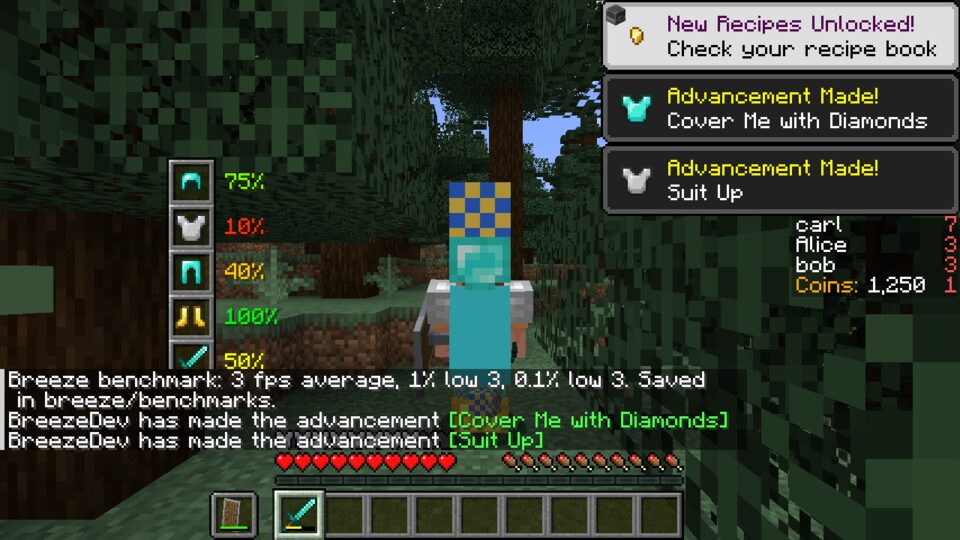 New Recipes Unlocked!
Check your recipe book
Advancement Made!
Cover Me with Diamonds
Advancement Made!
Suit Up
carl 7
Alice 3
bob 3
Coins: 1,250 1
75%
10%
40%
100%
50%
Breeze benchmark: 3 fps average, 1% low 3, 0.1% low 3. Saved
in breeze/benchmarks.
BreezeDev has made the advancement [Cover Me with Diamonds]
BreezeDev has made the advancement [Suit Up]